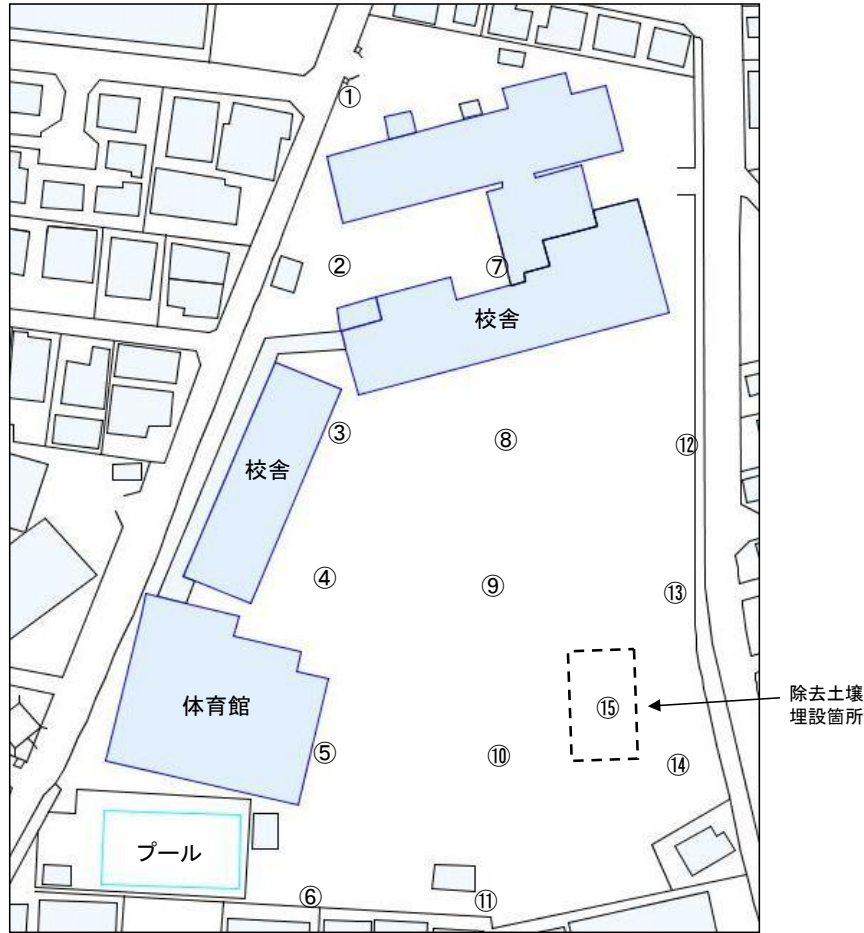 ①
②
⑦
校舎
③
⑧
⑫
校舎
④
⑨
⑬
体育館
⑮
除去土壌
埋設箇所
⑤
⑩
⑭
プール
⑥
⑪